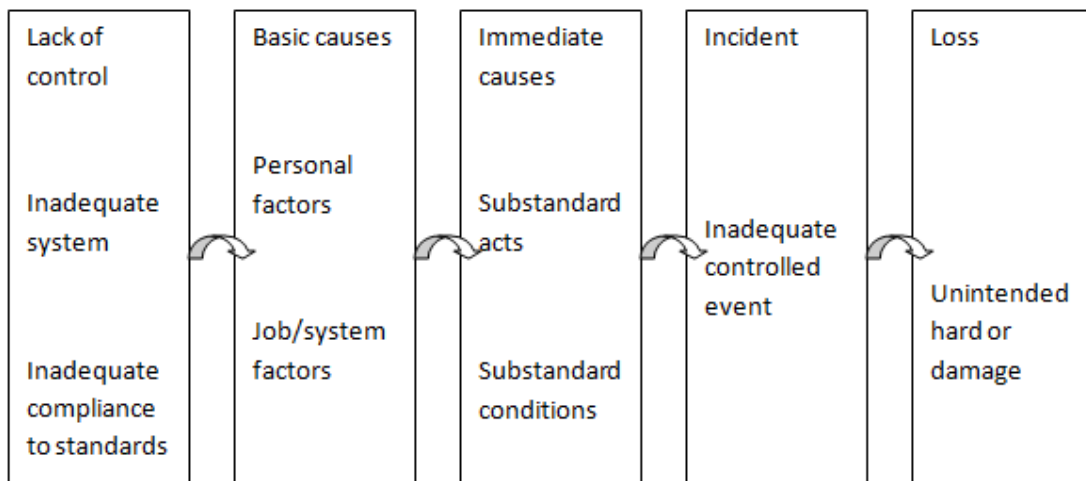 Lack of
control
Inadequate
system
Inadequate
compliance
to standards
Basic causes
Personal
factors
Job/system
factors
Immediate
causes
Substandard
acts
Substandard
conditions
Incident
Inadequate
controlled
event
Loss
Unintended
hard or
damage